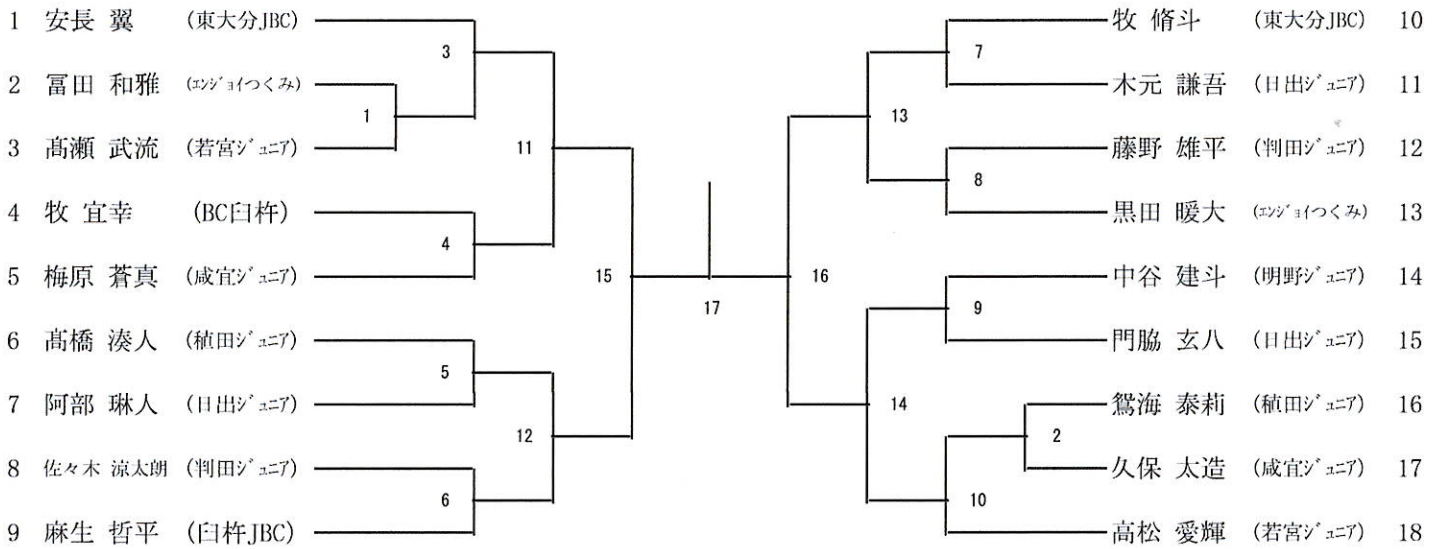 1 安長 翼 (東大分JBC)
3
2 冨田 和雅 (エンジョイつくみ)
1
3 髙瀬 武流 (若宮ジュニア)
11
4 牧 宜幸 (BC臼杵)
4
5 梅原 蒼真 (咸宜ジュニア)
15
6 髙橋 湊人 (稙田ジュニア)
5
7 阿部 琳人 (日出ジュニア)
12
8 佐々木 涼太朗 (判田ジュニア)
6
9 麻生 哲平 (臼杵JBC)
17
牧 脩斗 (東大分JBC) 10
7
木元 謙吾 (日出ジュニア) 11
13
藤野 雄平 (判田ジュニア) 12
8
黒田 暖大 (エンジョイつくみ) 13
16
中谷 建斗 (明野ジュニア) 14
9
門脇 玄八 (日出ジュニア) 15
14
鴛海 泰莉 (稙田ジュニア) 16
2
久保 太造 (咸宜ジュニア) 17
10
高松 愛輝 (若宮ジュニア) 18